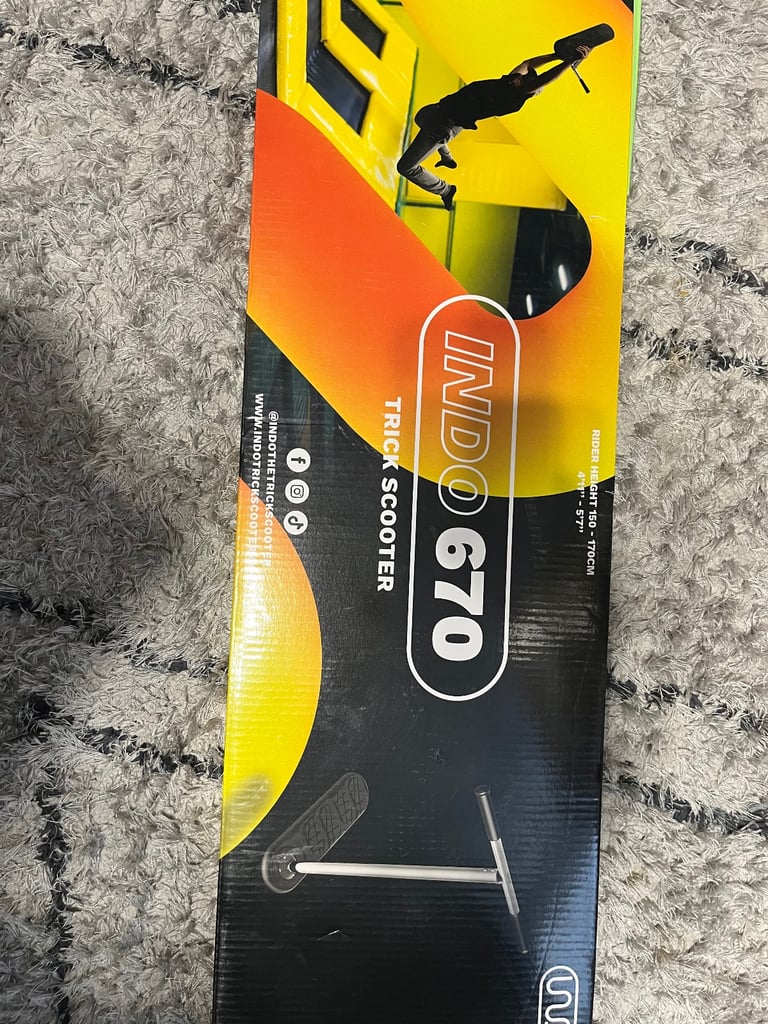 RIDER HEIGHT 150 - 170CM
4'11'' - 5'7''
INDO 670
TRICK SCOOTER
@INDOTHETRICKSCOOTER